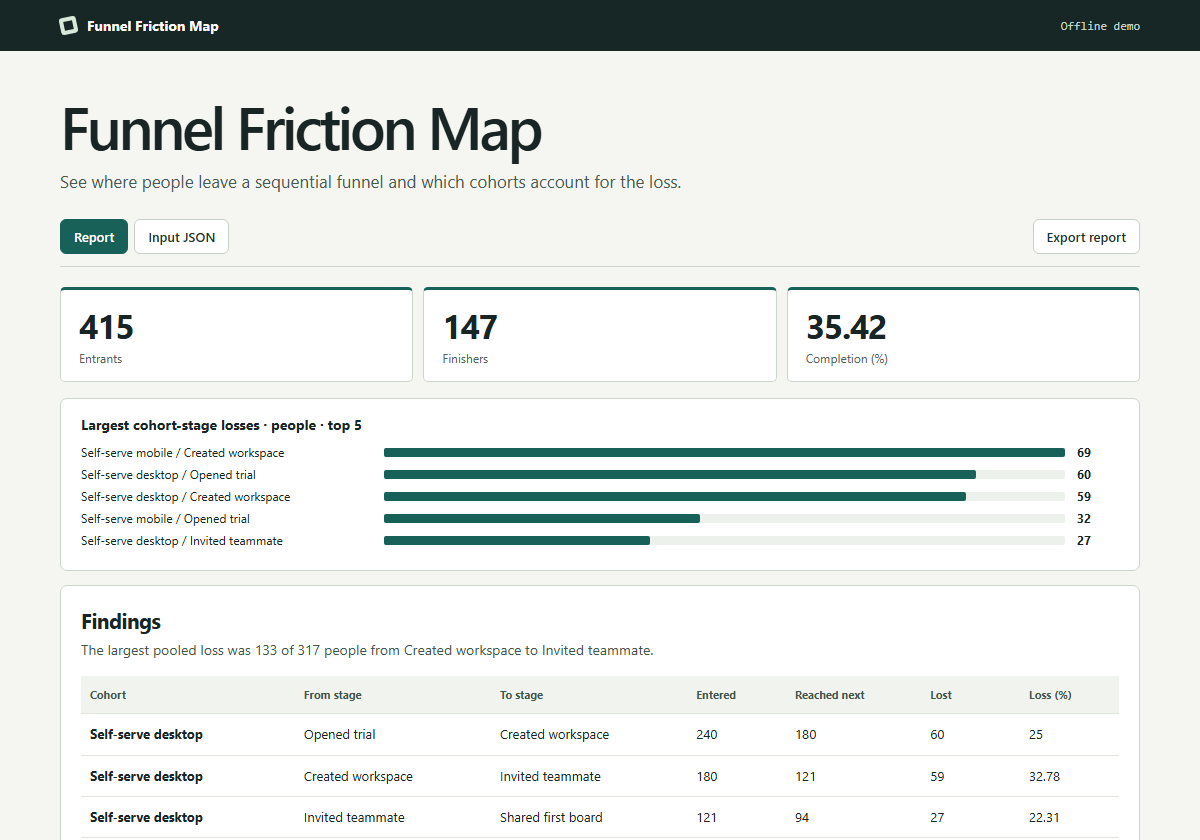 Funnel Friction Map
Offline demo
Funnel Friction Map
See where people leave a sequential funnel and which cohorts account for the loss.
Report
Input JSON
Export report
415
Entrants
147
Finishers
35.42
Completion (%)
Largest cohort-stage losses · people · top 5
Self-serve mobile / Created workspace 69
Self-serve desktop / Opened trial 60
Self-serve desktop / Created workspace 59
Self-serve mobile / Opened trial 32
Self-serve desktop / Invited teammate 27
Findings
The largest pooled loss was 133 of 317 people from Created workspace to Invited teammate.
Cohort From stage To stage Entered Reached next Lost Loss (%)
Self-serve desktop Opened trial Created workspace 240 180 60 25
Self-serve desktop Created workspace Invited teammate 180 121 59 32.78
Self-serve desktop Invited teammate Shared first board 121 94 27 22.31